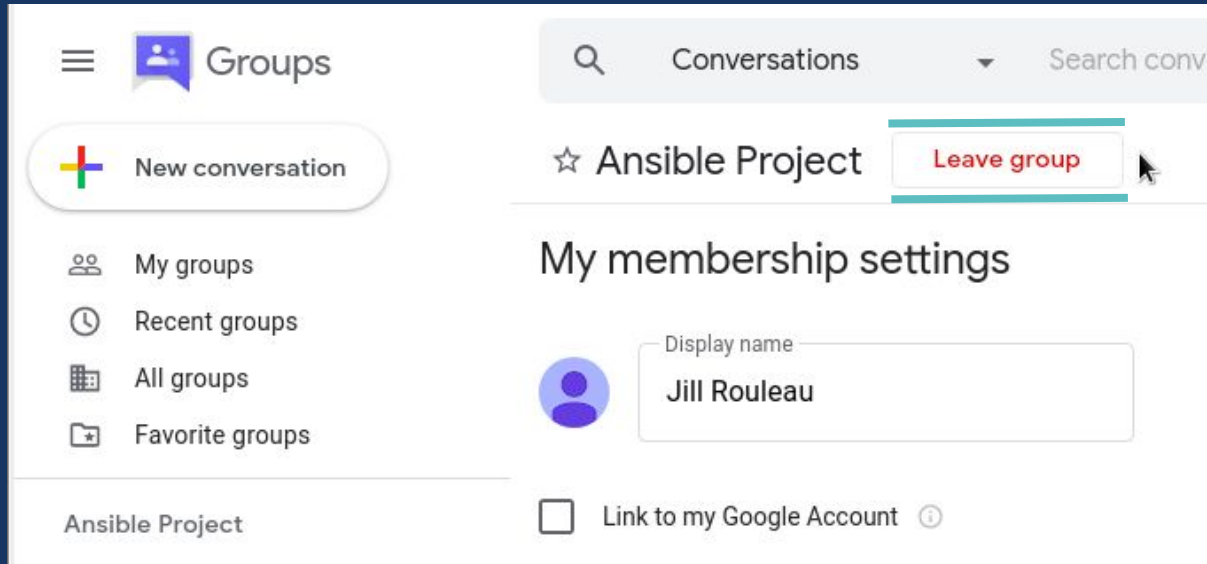 Groups
Conversations
Search conv
New conversation
Ansible Project
Leave group
My groups
Recent groups
All groups
Favorite groups
Ansible Project
My membership settings
Display name
Jill Rouleau
Link to my Google Account